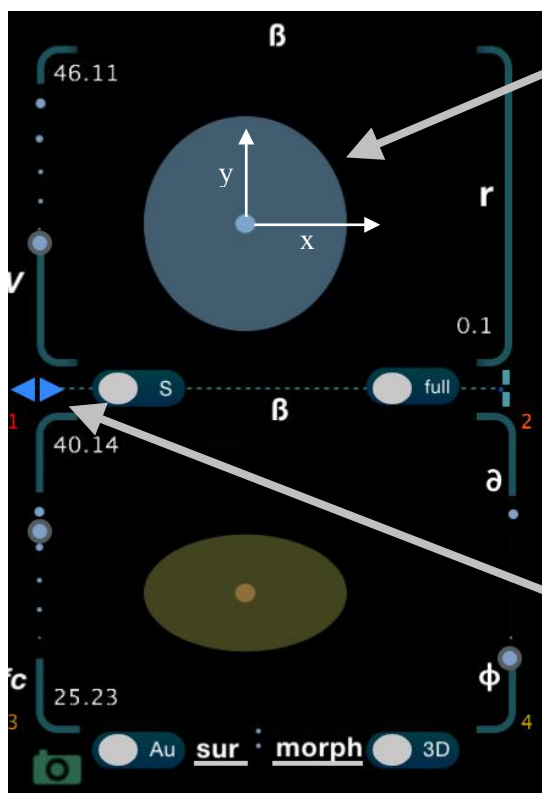 ß
46.11
y
x
r
V
0.1
S
full
1
ß
2
40.14
∂
fc
25.23
ϕ
3
4
Au
sur
:
morph
3D